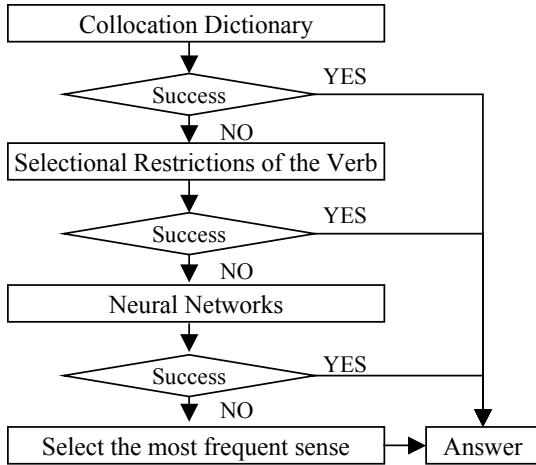 Collocation Dictionary
YES
Success
NO
Selectional Restrictions of the Verb
YES
Success
NO
Neural Networks
YES
Success
NO
Select the most frequent sense
Answer